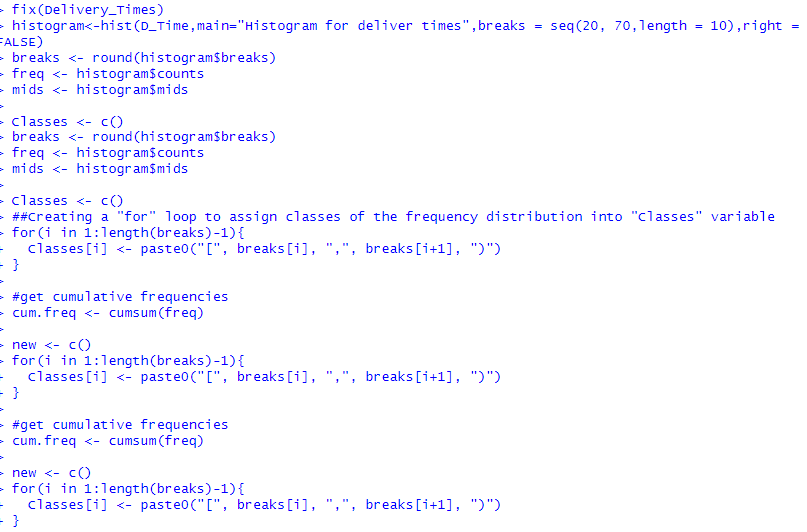 > fix(Delivery_Times)
> histogram<-hist(D_Time,main="Histogram for deliver times",breaks = seq(20, 70,length = 10),right =
FALSE)
> breaks <- round(histogram$breaks)
> freq <- histogram$counts
> mids <- histogram$mids
>
> Classes <- c()
> breaks <- round(histogram$breaks)
> freq <- histogram$counts
> mids <- histogram$mids
>
> Classes <- c()
> ##Creating a "for" loop to assign classes of the frequency distribution into "Classes" variable
> for(i in 1:length(breaks)-1){
+   Classes[i] <- paste0("[", breaks[i], ",", breaks[i+1], ")")
+ }
>
> #get cumulative frequencies
> cum.freq <- cumsum(freq)
>
> new <- c()
> for(i in 1:length(breaks)-1){
+   Classes[i] <- paste0("[", breaks[i], ",", breaks[i+1], ")")
+ }
>
> #get cumulative frequencies
> cum.freq <- cumsum(freq)
>
> new <- c()
> for(i in 1:length(breaks)-1){
+   Classes[i] <- paste0("[", breaks[i], ",", breaks[i+1], ")")
+ }